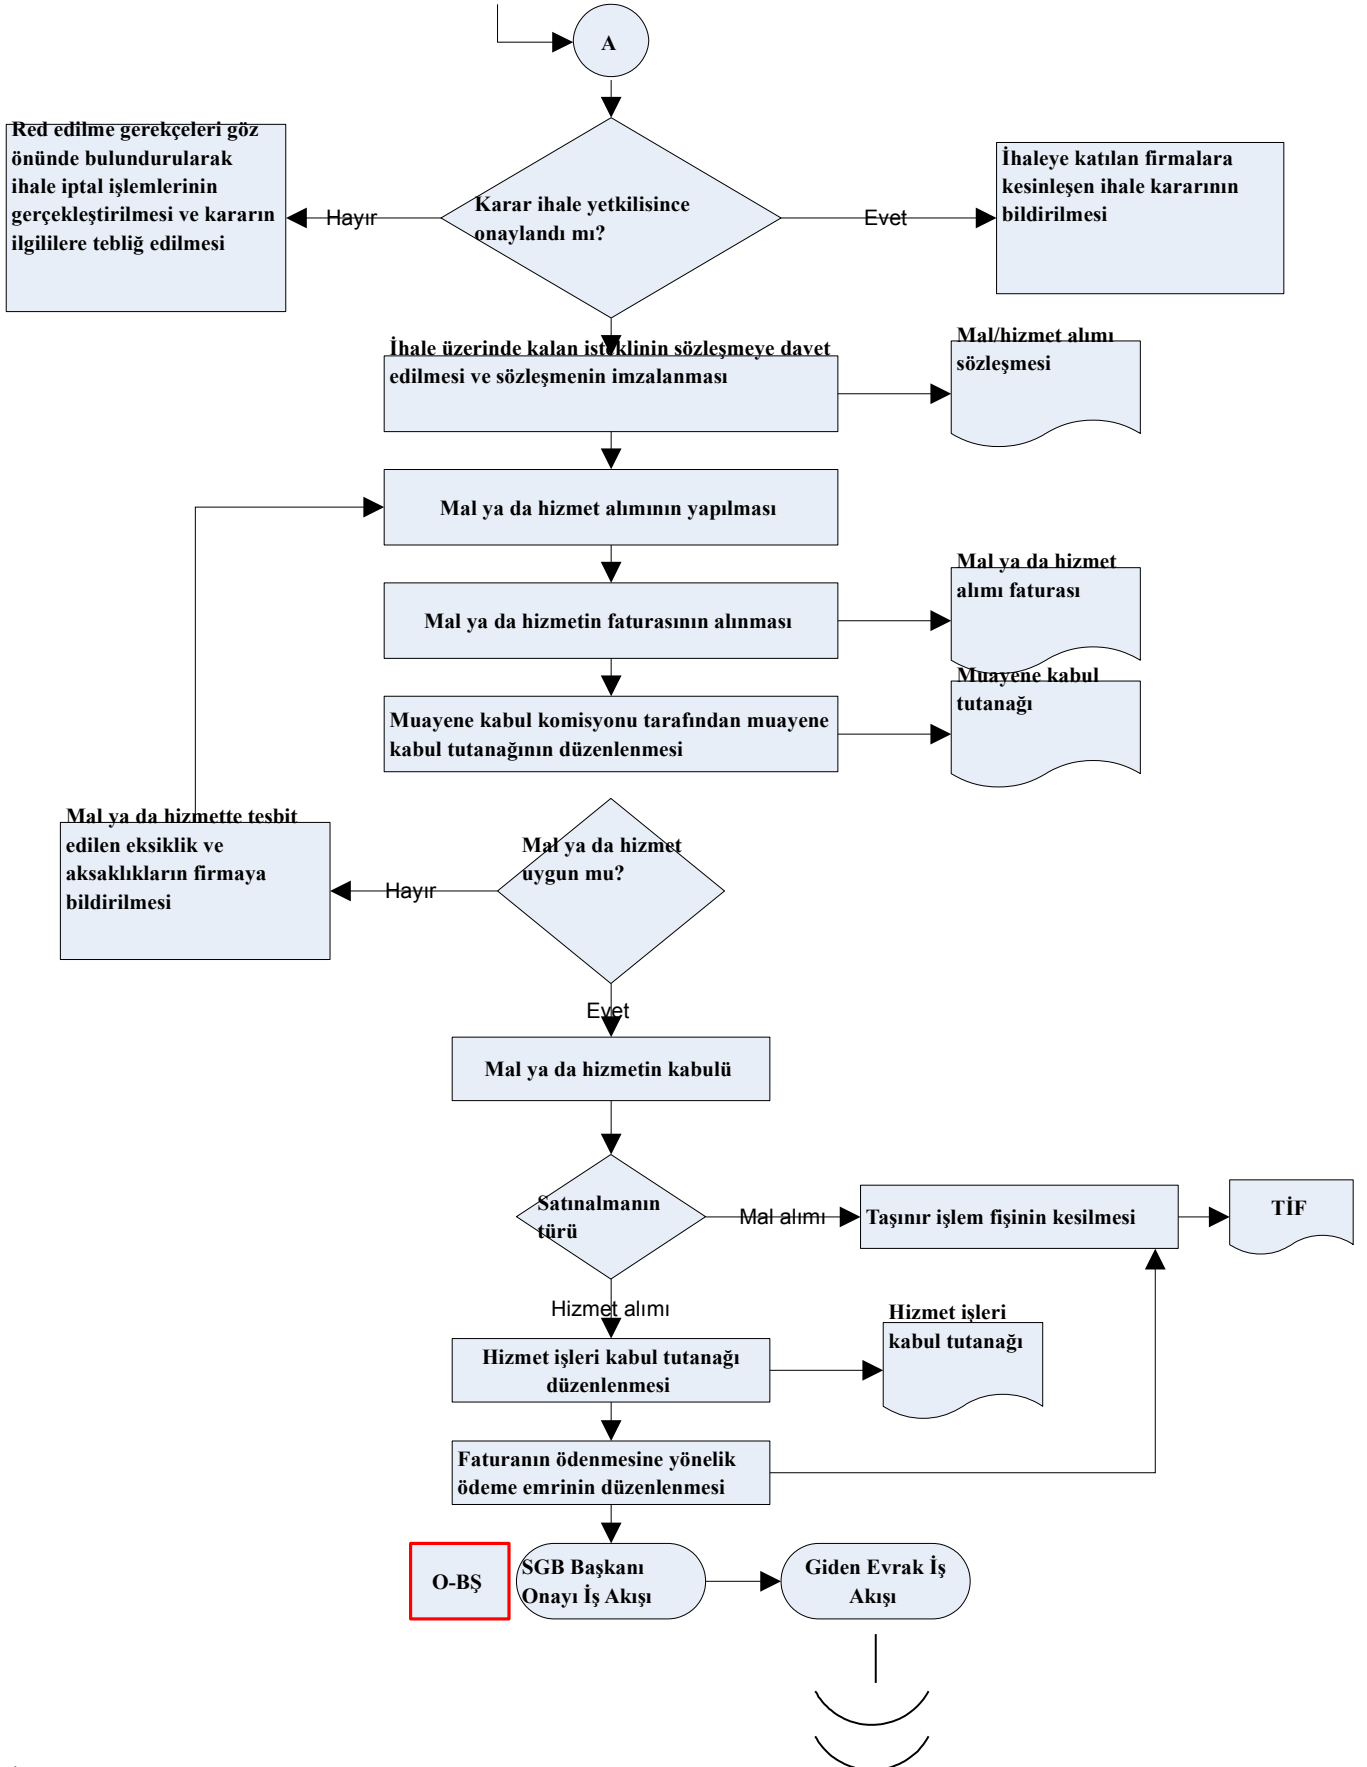 A
Red edilme gerekçeleri göz
önünde bulundurularak
ihale iptal işlemlerinin
gerçekleştirilmesi ve kararın
ilgililere tebliğ edilmesi
Hayır
Karar ihale yetkilisince
onaylandı mı?
Evet
İhaleye katılan firmalara
kesinleşen ihale kararının
bildirilmesi
İhale üzerinde kalan isteklinin sözleşmeye davet
edilmesi ve sözleşmenin imzalanması
Mal/hizmet alımı
sözleşmesi
Mal ya da hizmet alımının yapılması
Mal ya da hizmetin faturasının alınması
Mal ya da hizmet
alımı faturası
Muayene kabul komisyonu tarafından muayene
kabul tutanağının düzenlenmesi
Muayene kabul
tutanağı
Mal ya da hizmette tesbit
edilen eksiklik ve
aksaklıkların firmaya
bildirilmesi
Hayır
Mal ya da hizmet
uygun mu?
Evet
Mal ya da hizmetin kabulü
Satınalmanın
türü
Mal alımı
Taşınır işlem fişinin kesilmesi
TİF
Hizmet alımı
Hizmet işleri
kabul tutanağı
Hizmet işleri kabul tutanağı
düzenlenmesi
Faturanın ödenmesine yönelik
ödeme emrinin düzenlenmesi
O-BŞ
SGB Başkanı
Onayı İş Akışı
Giden Evrak İş
Akışı